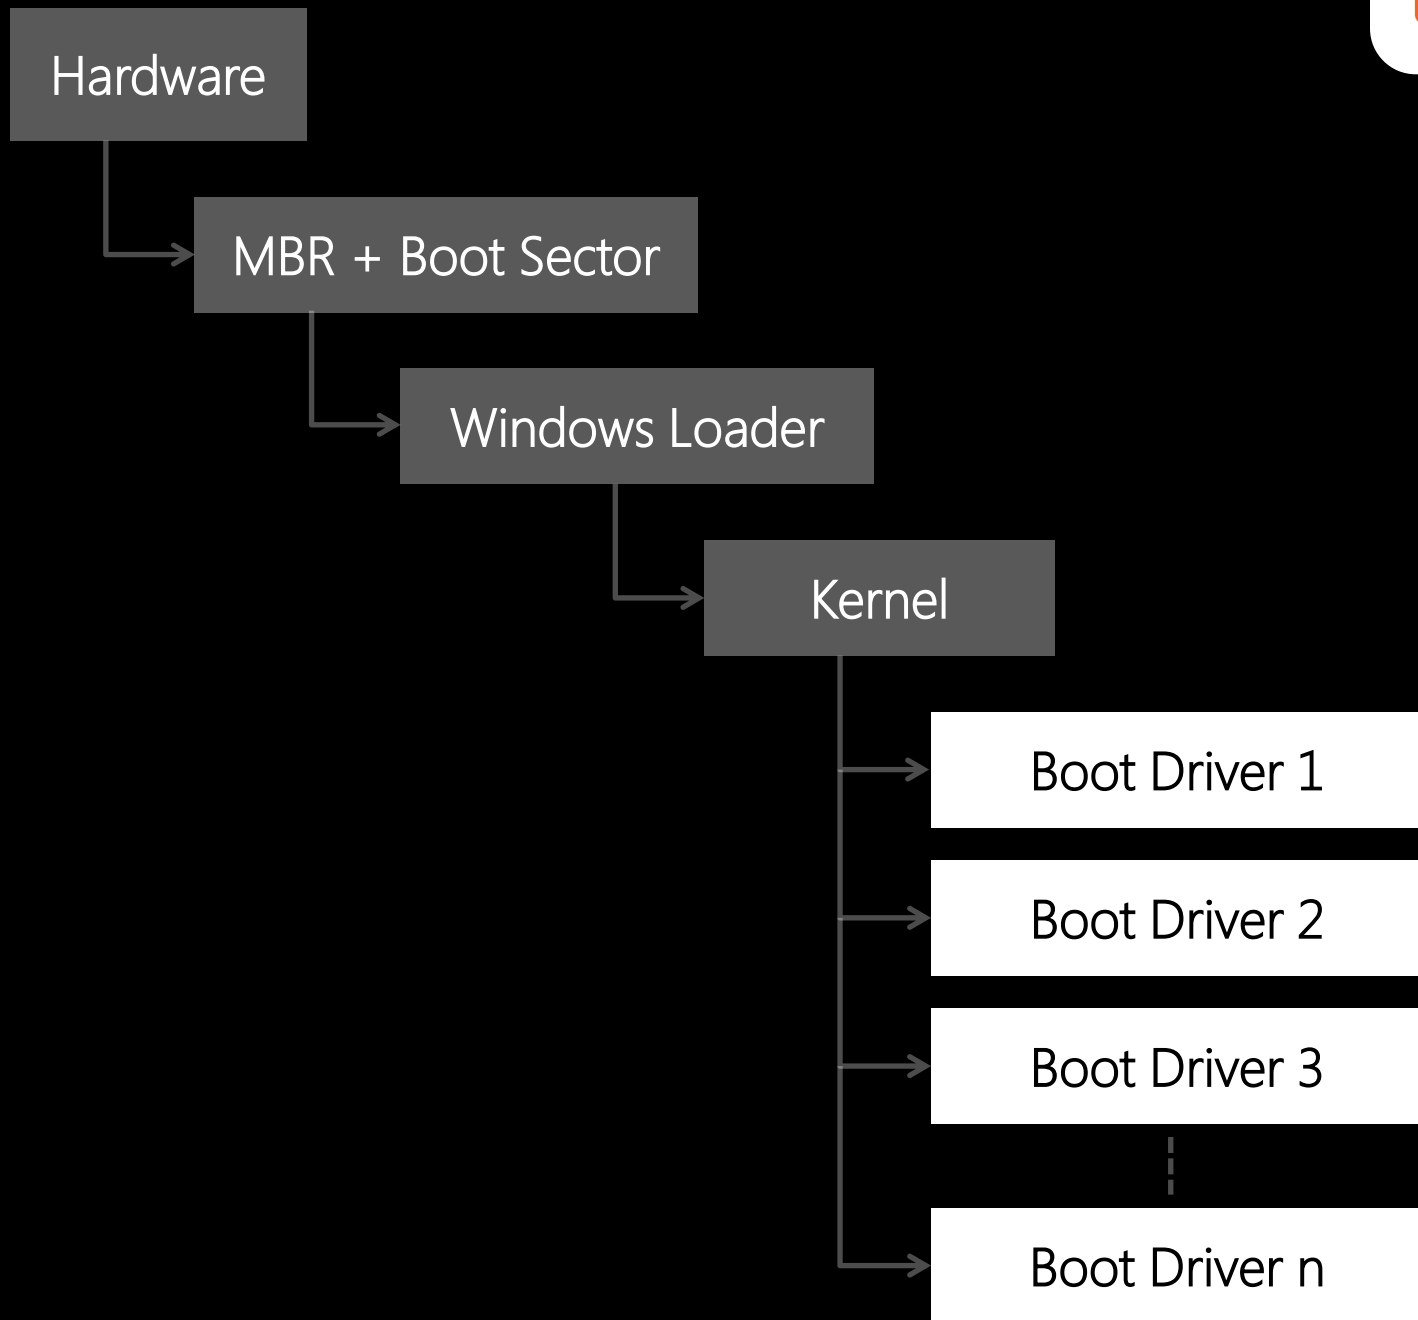 Hardware
MBR + Boot Sector
Windows Loader
Kernel
Boot Driver 1
Boot Driver 2
Boot Driver 3
Boot Driver n